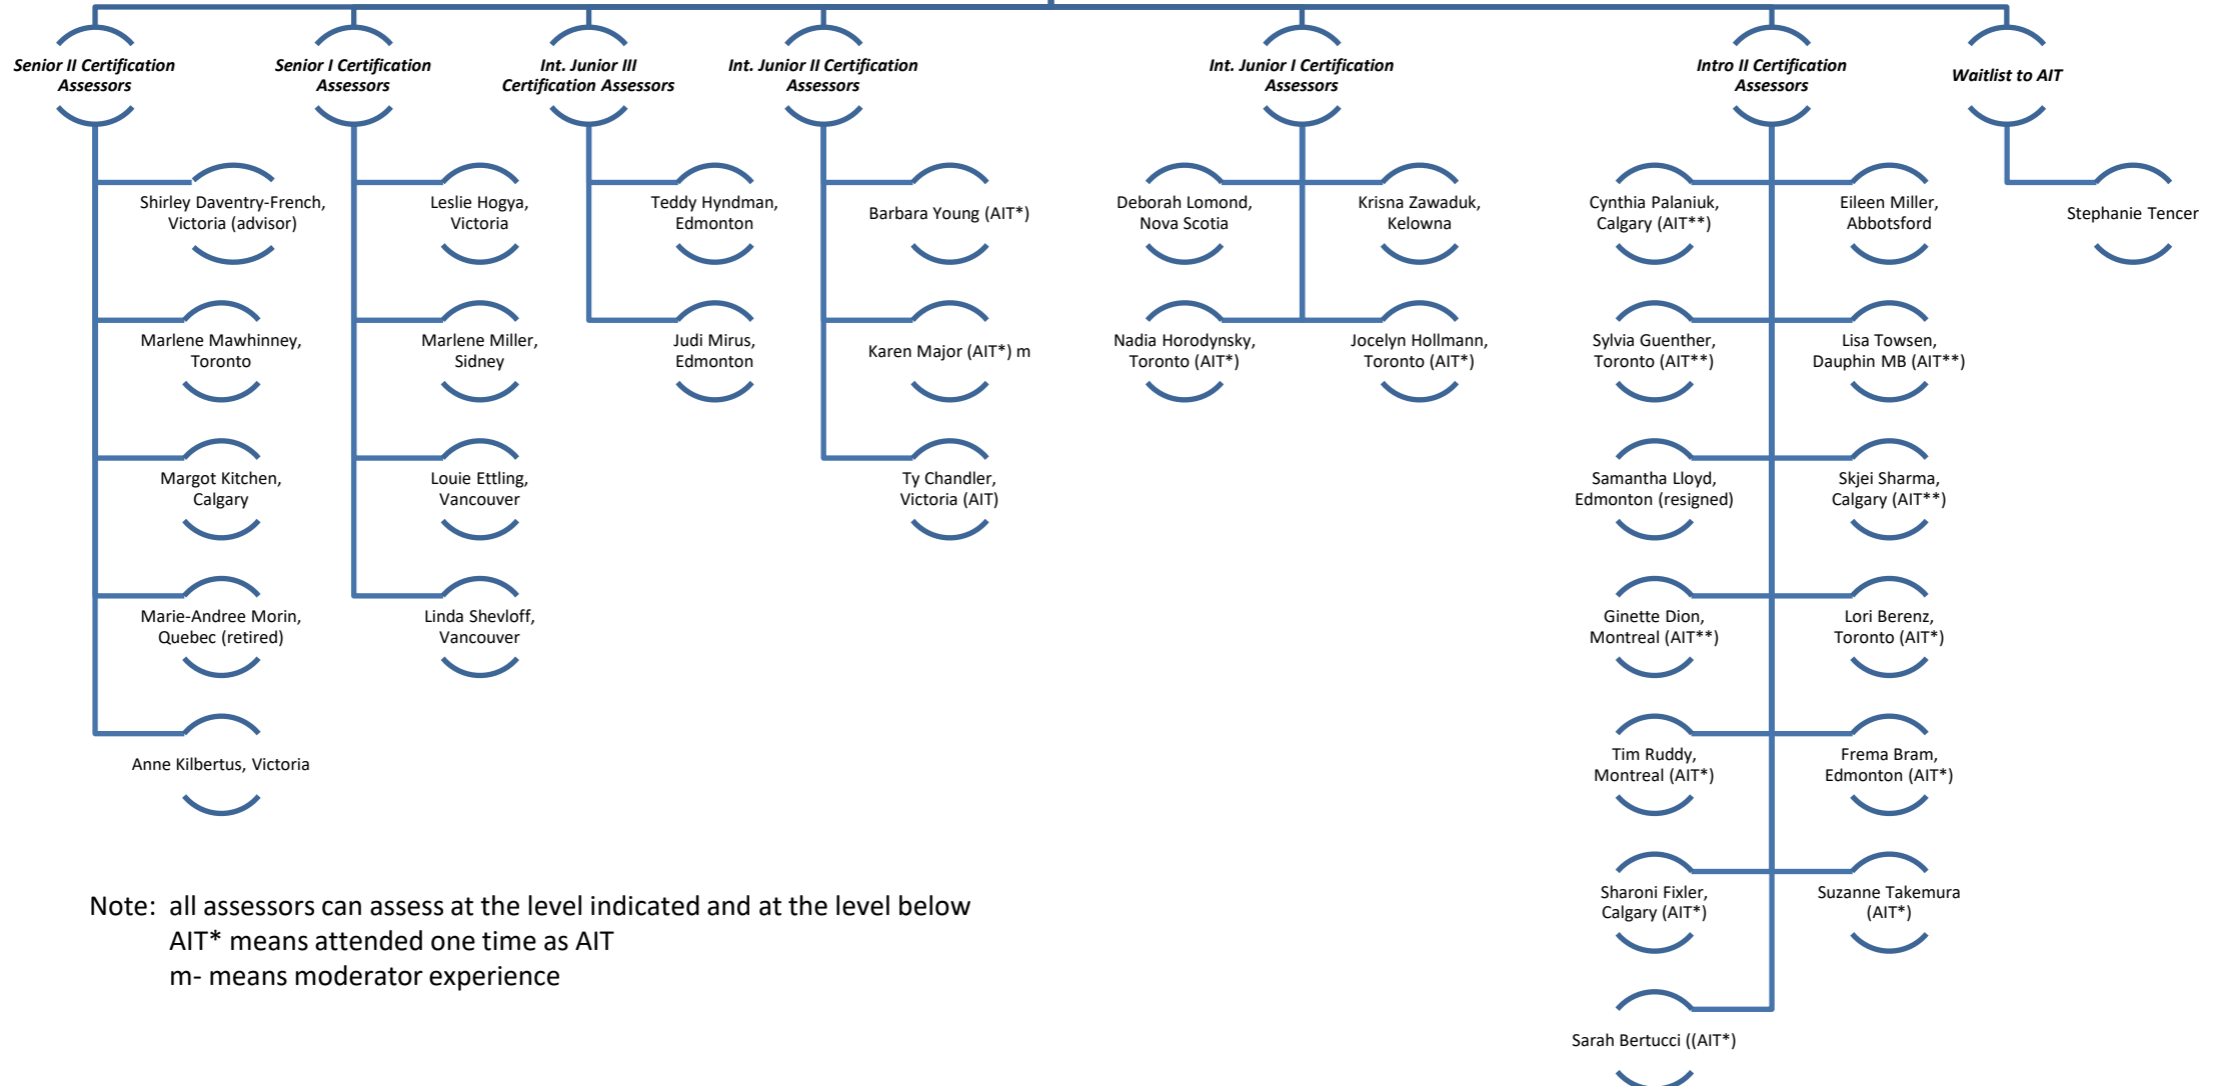 Senior II Certification
Assessors
Shirley Daventry-French,
Victoria (advisor)
Marlene Mawhinney,
Toronto
Margot Kitchen,
Calgary
Marie-Andree Morin,
Quebec (retired)
Anne Kilbertus, Victoria
Senior I Certification
Assessors
Leslie Hogya,
Victoria
Marlene Miller,
Sidney
Louie Ettling,
Vancouver
Linda Shevloff,
Vancouver
Int. Junior III
Certification Assessors
Teddy Hyndman,
Edmonton
Judi Mirus,
Edmonton
Int. Junior II Certification
Assessors
Barbara Young (AIT*)
Karen Major (AIT*) m
Ty Chandler,
Victoria (AIT)
Int. Junior I Certification
Assessors
Deborah Lomond,
Nova Scotia
Krisna Zawaduk,
Kelowna
Nadia Horodynsky,
Toronto (AIT*)
Jocelyn Hollmann,
Toronto (AIT*)
Intro II Certification
Assessors
Cynthia Palaniuk,
Calgary (AIT**)
Eileen Miller,
Abbotsford
Sylvia Guenther,
Toronto (AIT**)
Lisa Towsen,
Dauphin MB (AIT**)
Samantha Lloyd,
Edmonton (resigned)
Skjei Sharma,
Calgary (AIT**)
Ginette Dion,
Montreal (AIT**)
Lori Berenz,
Toronto (AIT*)
Tim Ruddy,
Montreal (AIT*)
Frema Bram,
Edmonton (AIT*)
Sharoni Fixler,
Calgary (AIT*)
Suzanne Takemura
(AIT*)
Sarah Bertucci ((AIT*)
Waitlist to AIT
Stephanie Tencer
Note: all assessors can assess at the level indicated and at the level below
AIT* means attended one time as AIT
m- means moderator experience